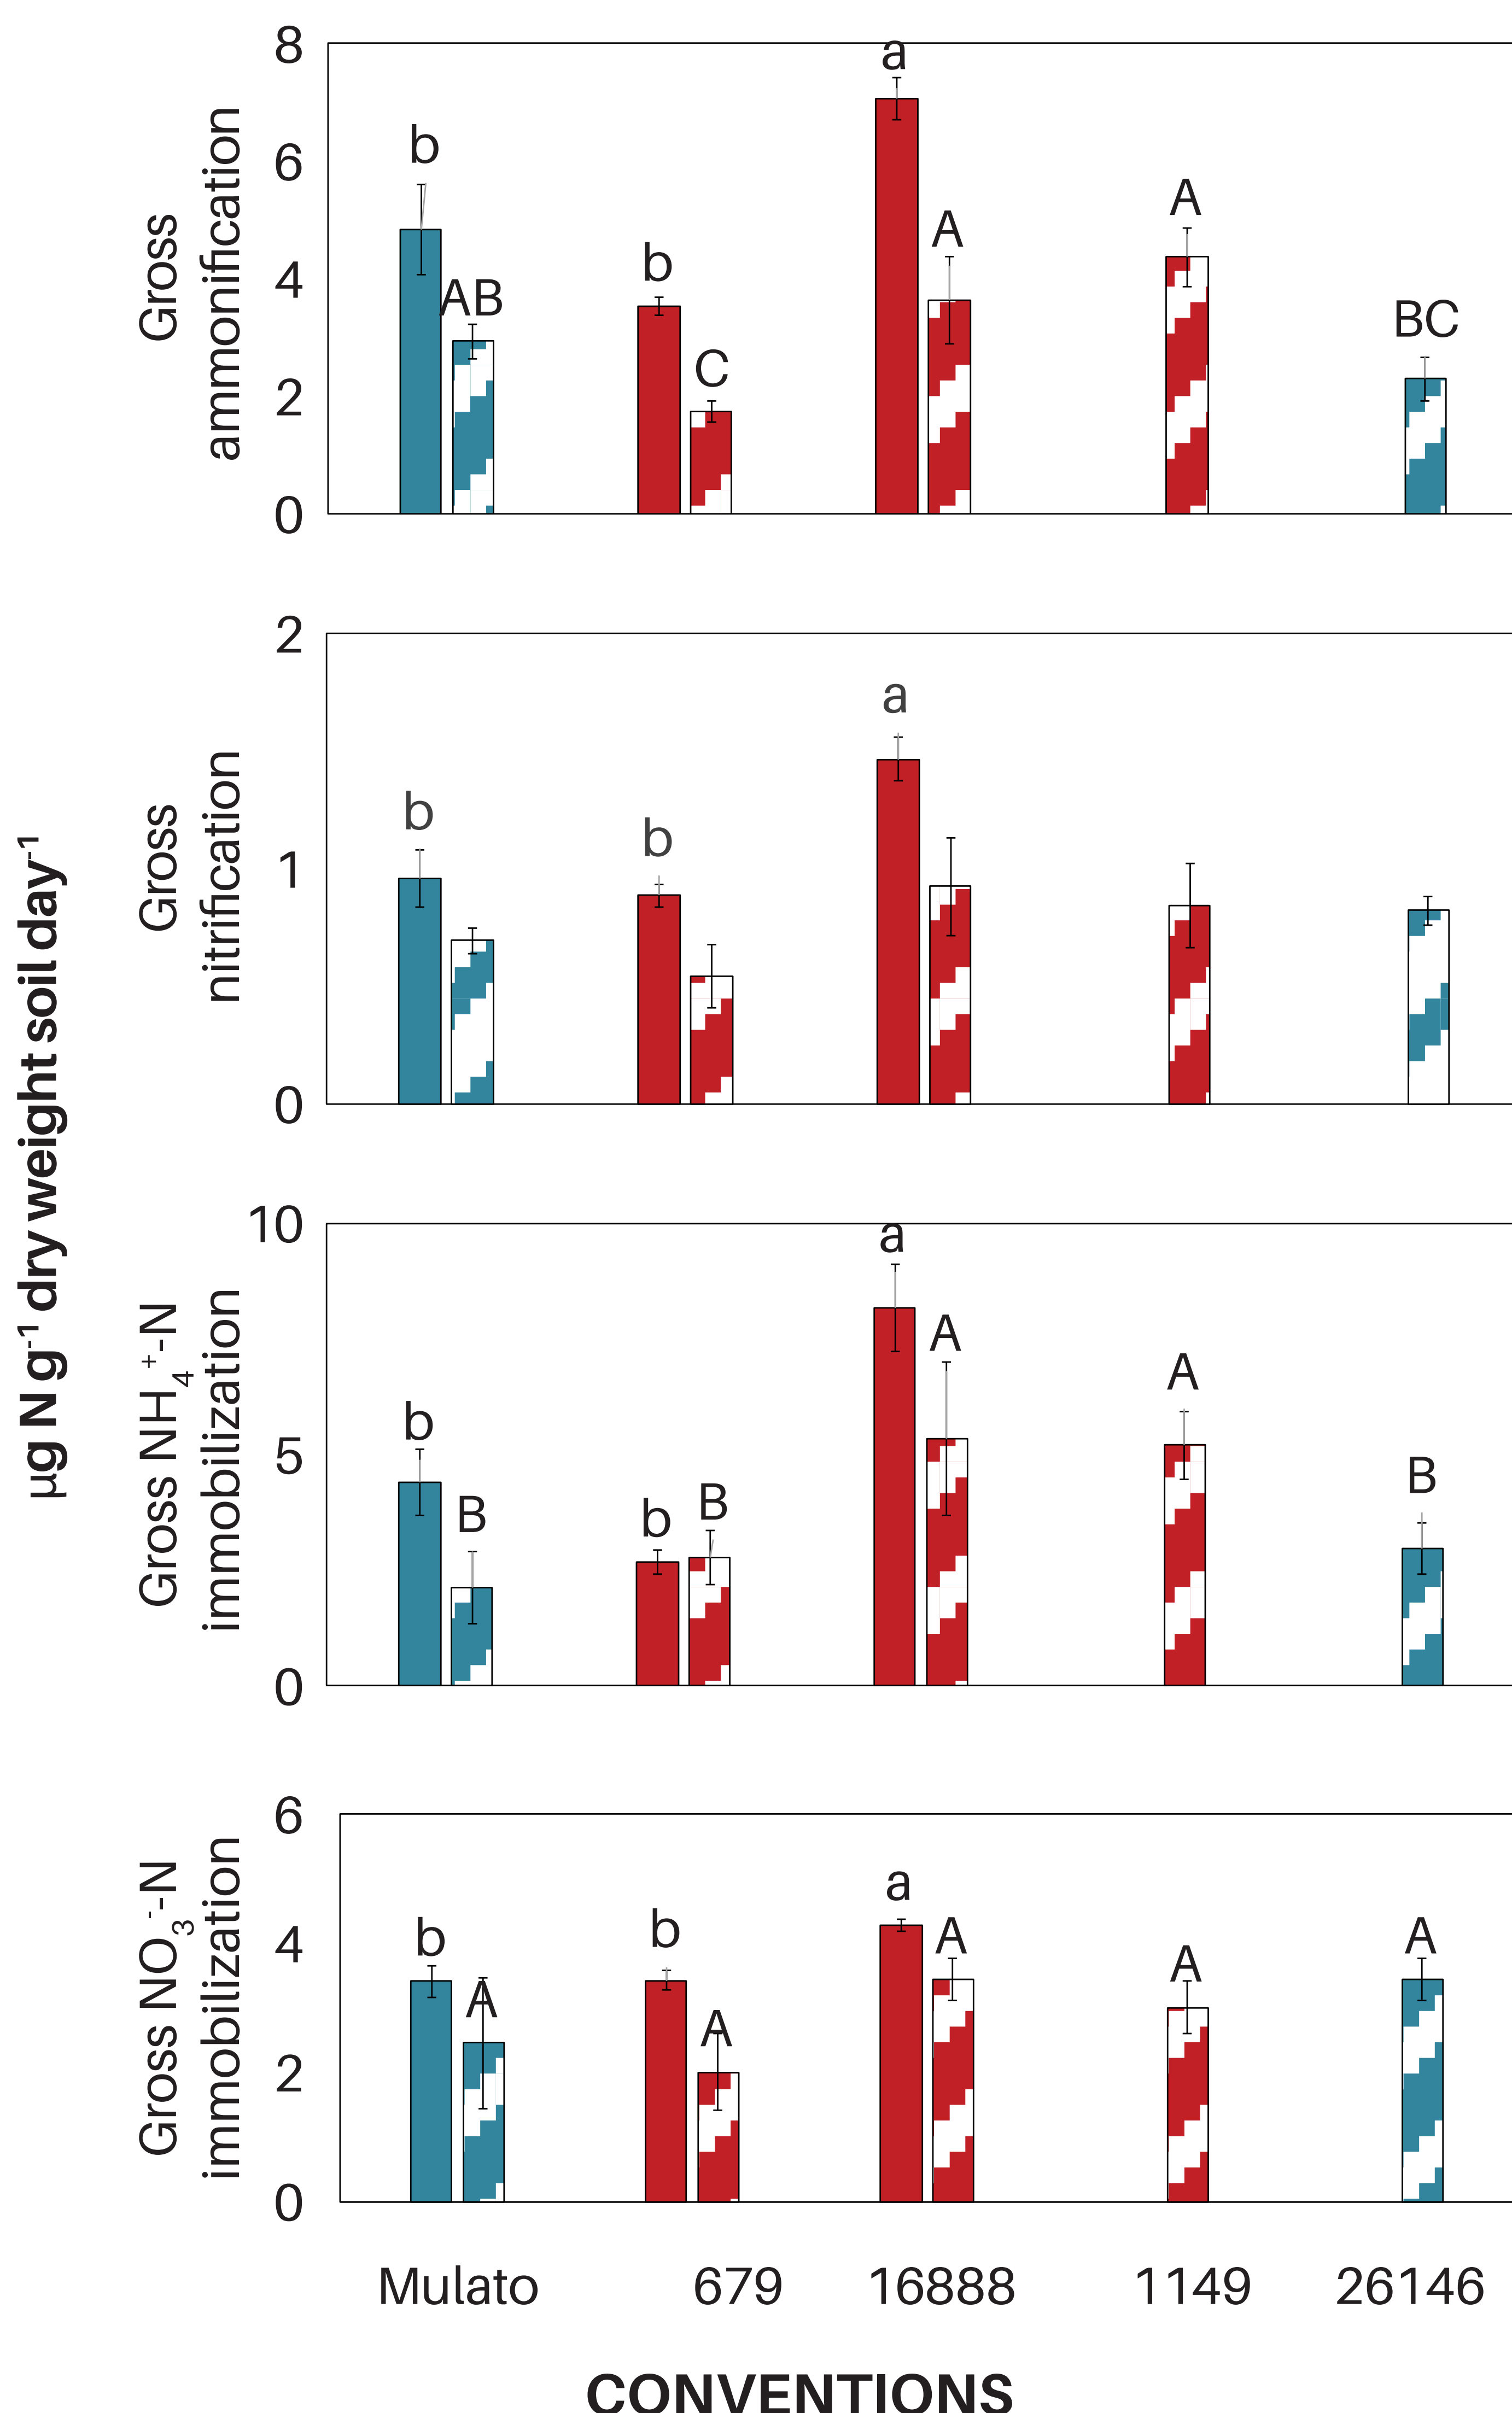 µg N g-1 dry weight soil day-1
Gross
ammonification
8
6
4
2
0
b
AB
b
C
a
A
A
BC
Gross
nitrification
2
1
0
b
b
a
Gross NH4+-N
immobilization
10
5
0
b
B
b
B
a
A
A
B
Gross NO3--N
immobilization
6
4
2
0
b
A
b
A
a
A
A
A
Mulato 679 16888 1149 26146
CONVENTIONS